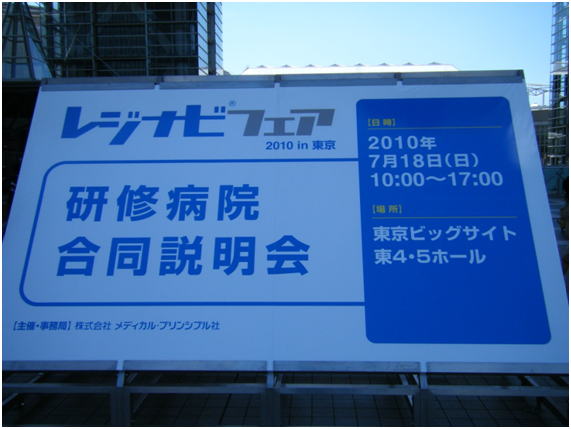 レジナビ®フェア
2010 in 東京
研修病院
合同説明会
【主催・事務局】株式会社 メディカル・プリンシプル社
【日 時】
2010年
7月18日(日)
10:00～17:00
【場 所】
東京ビッグサイト
東4・5ホール